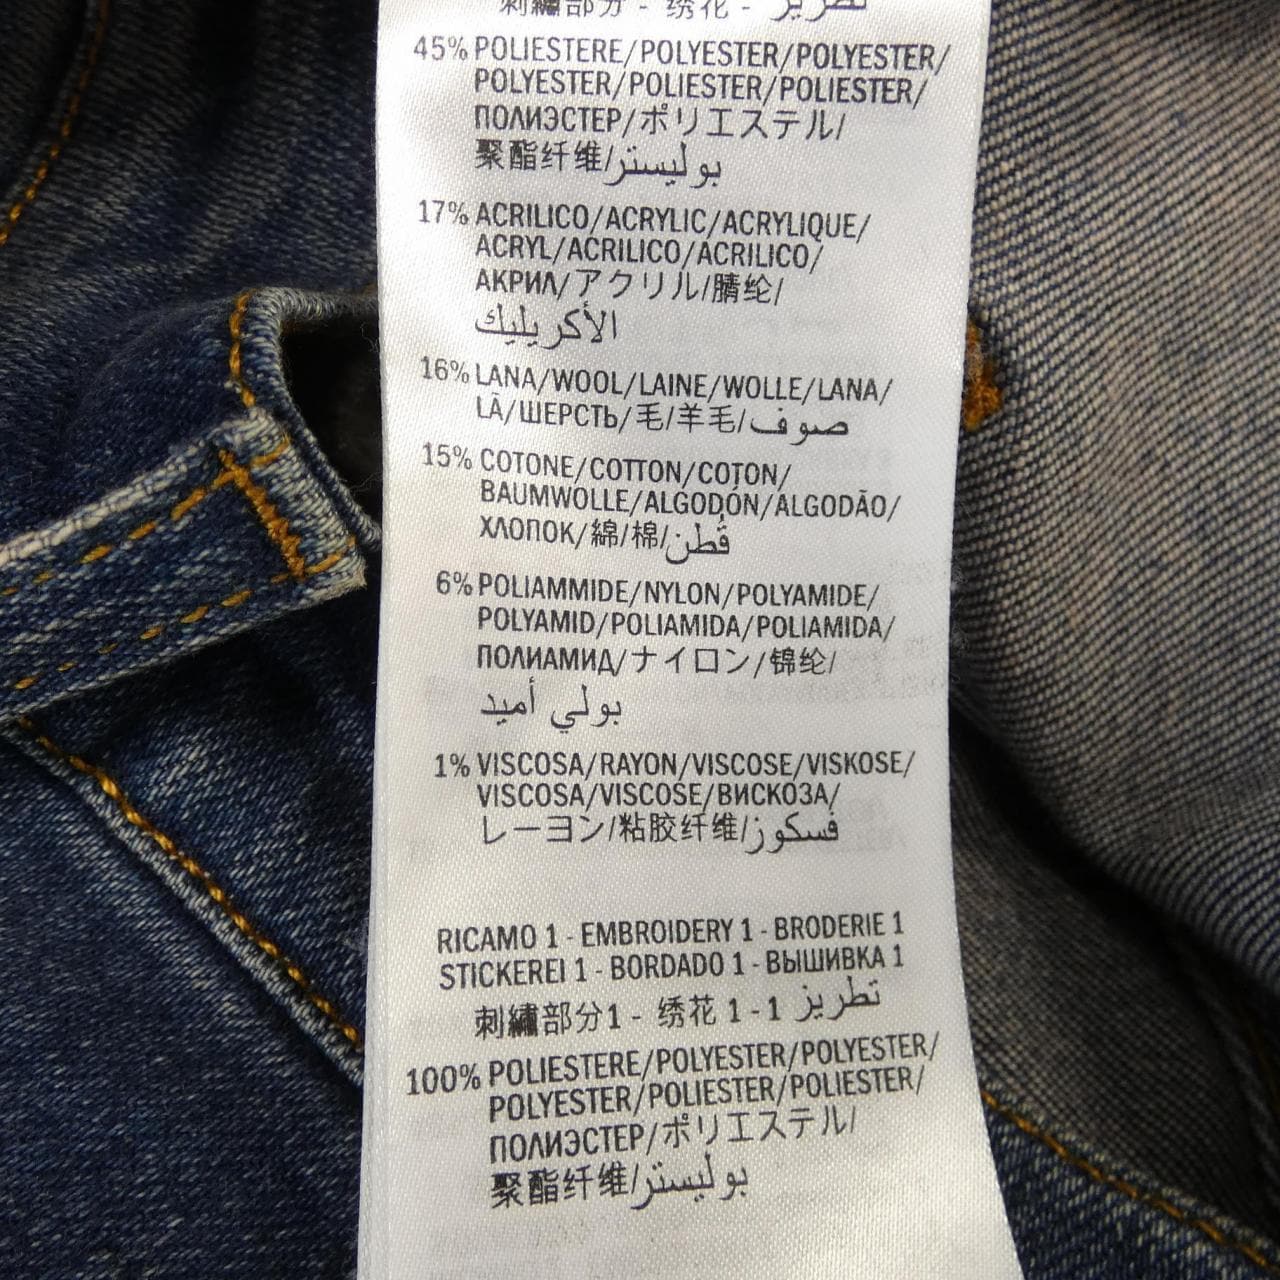 刺繡部分 - 绣花 - تطريز
45% POLIESTERE/POLYESTER/POLYESTER/
POLYESTER/POLIESTER/POLIESTER/
ПОЛИЭСТЕР/ポリエステル/
聚酯纤维/بوليستر
17% ACRILICO/ACRYLIC/ACRYLIQUE/
ACRYL/ACRILICO/ACRILICO/
АКРИЛ/アクリル/腈纶/
الأكريليك
16% LANA/WOOL/LAINE/WOLLE/LANA/
LÃ/ШЕРСТЬ/毛/羊毛/صوف
15% COTONE/COTTON/COTON/
BAUMWOLLE/ALGODÓN/ALGODÃO/
ХЛОПОК/綿/棉/قُطن
6% POLIAMMIDE/NYLON/POLYAMIDE/
POLYAMID/POLIAMIDA/POLIAMIDA/
ПОЛИАМИД/ナイロン/锦纶/
بولي أميد
1% VISCOSA/RAYON/VISCOSE/VISKOSE/
VISCOSA/VISCOSE/ВИСКОЗА/
レーヨン/粘胶纤维/فسكوز
RICAMO 1 - EMBROIDERY 1 - BRODERIE 1
STICKEREI 1 - BORDADO 1 - ВЫШИВКА 1
刺繡部分1 - 绣花 1 - 1 تطريز
100% POLIESTERE/POLYESTER/POLYESTER/
POLYESTER/POLIESTER/POLIESTER/
ПОЛИЭСТЕР/ポリエステル/
聚酯纤维/بوليستر